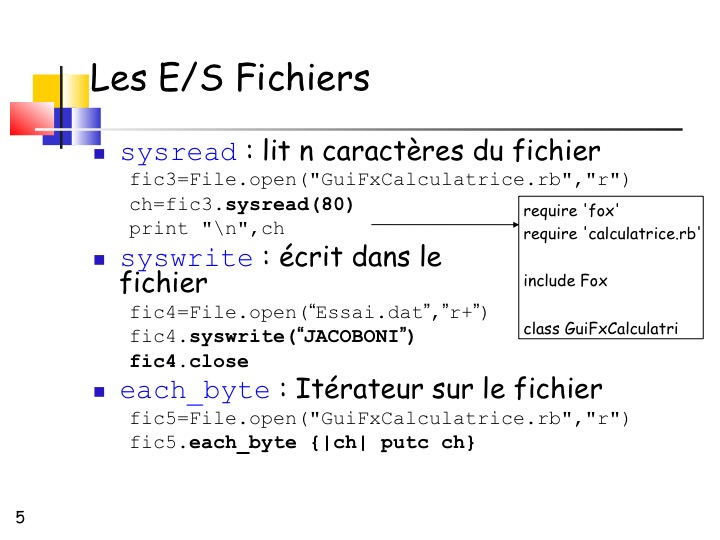 Les E/S Fichiers
sysread : lit n caractères du fichier
fic3=File.open("GuiFxCalculatrice.rb","r")
ch=fic3.sysread(80)
print "\n",ch
require 'fox'
require 'calculatrice.rb'
include Fox
class GuiFxCalculatri
syswrite : écrit dans le
fichier
fic4=File.open(“Essai.dat”,”r+”)
fic4.syswrite(“JACOBONI”)
fic4.close
each_byte : Itérateur sur le fichier
fic5=File.open("GuiFxCalculatrice.rb","r")
fic5.each_byte {|ch| putc ch}
5